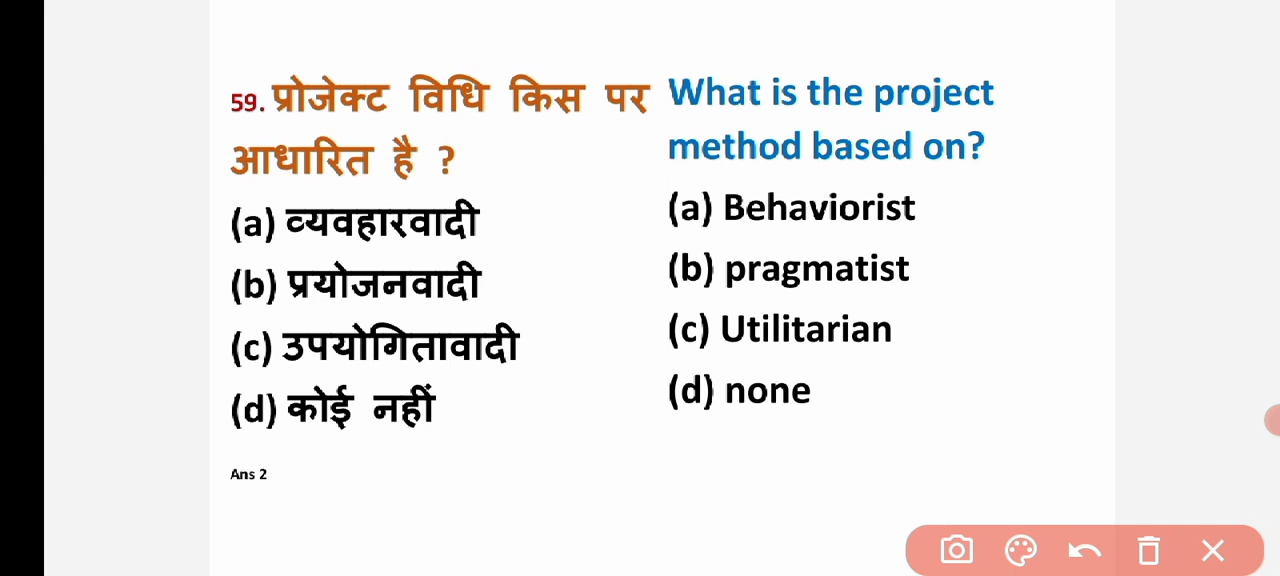 59. प्रोजेक्ट विधि किस पर
आधारित है ?
(a) व्यवहारवादी
(b) प्रयोजनवादी
(c) उपयोगितावादी
(d) कोई नहीं
Ans 2
What is the project
method based on?
(a) Behaviorist
(b) pragmatist
(c) Utilitarian
(d) none